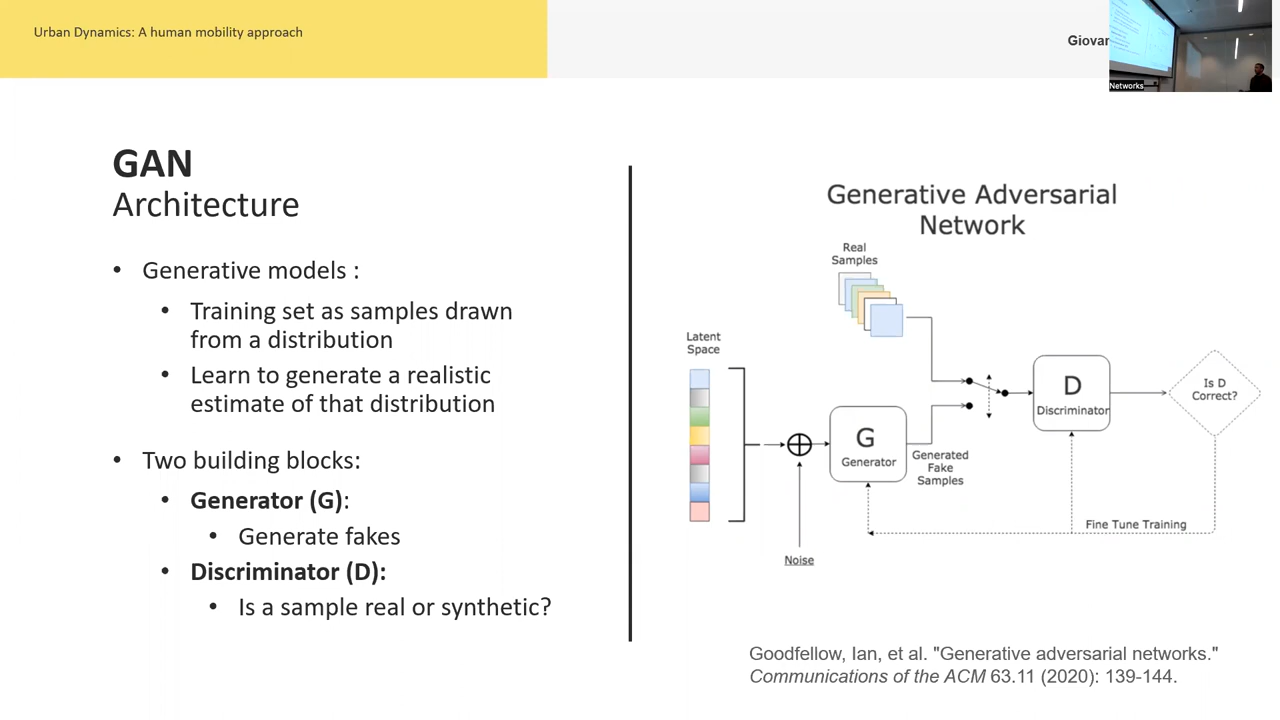 Urban Dynamics: A human mobility approach
Networks
GAN
Architecture
• Generative models :
• Training set as samples drawn
from a distribution
• Learn to generate a realistic
estimate of that distribution
• Two building blocks:
• Generator (G):
• Generate fakes
• Discriminator (D):
• Is a sample real or synthetic?
Generative Adversarial
Network
Real
Samples
Latent
Space
G
Generator
Generated
Fake
Samples
D
Discriminator
Is D
Correct?
Fine Tune Training
Noise
Goodfellow, Ian, et al. "Generative adversarial networks."
Communications of the ACM 63.11 (2020): 139-144.